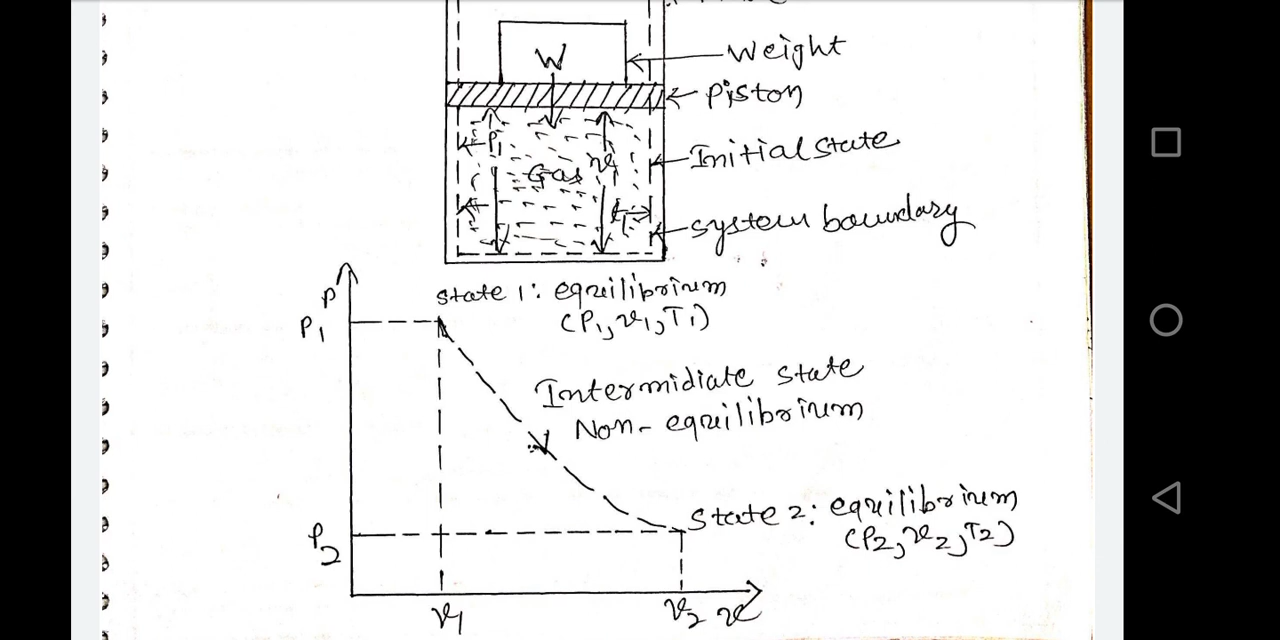 W
Weight
Piston
P1
Gas
v1
t1
Initial state
system boundary
P
P1
State 1: equilibrium
(P1, v1, T1)
Intermidiate state
Non-equilibrium
State 2: equilibrium
(P2, v2, T2)
P2
v1
v2
v